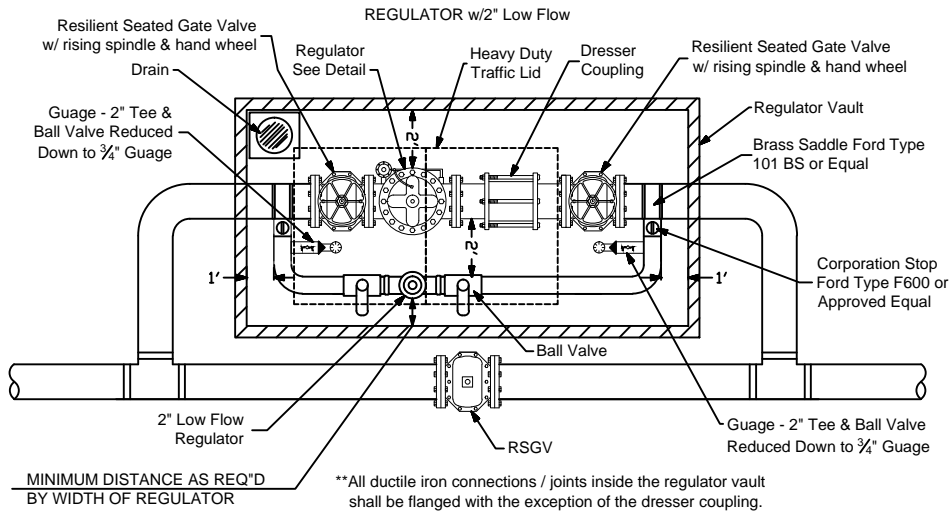 REGULATOR w/2" Low Flow
Resilient Seated Gate Valve
w/ rising spindle & hand wheel
Drain
Guage - 2" Tee &
Ball Valve Reduced
Down to ¾" Guage
Regulator
See Detail
Heavy Duty
Traffic Lid
Dresser
Coupling
Resilient Seated Gate Valve
w/ rising spindle & hand wheel
Regulator Vault
Brass Saddle Ford Type
101 BS or Equal
2'
2'
1'
1'
Corporation Stop
Ford Type F600 or
Approved Equal
Ball Valve
2" Low Flow
Regulator
RSGV
Guage - 2" Tee & Ball Valve
Reduced Down to ¾" Guage
MINIMUM DISTANCE AS REQ"D
BY WIDTH OF REGULATOR
**All ductile iron connections / joints inside the regulator vault
shall be flanged with the exception of the dresser coupling.